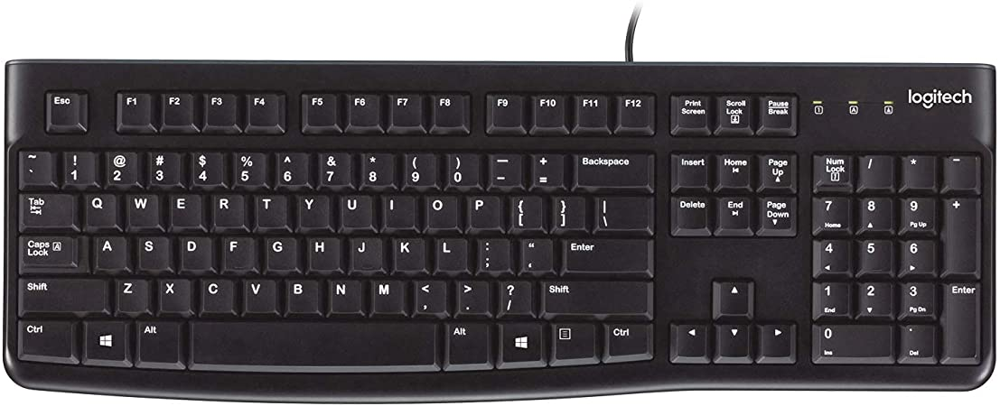 logitech
Esc F1 F2 F3 F4 F5 F6 F7 F8 F9 F10 F11 F12 Print Screen Scroll Lock Pause Break 1 A
~ ` ! 1 @ 2 # 3 $ 4 % 5 ^ 6 & 7 * 8 ( 9 ) 0 — – + = Backspace Insert Home Page Up Num Lock / * –
Tab Q W E R T Y U I O P { [ } ] | \ Delete End Page Down 7 Home 8 9 Pg Up +
Caps Lock A A S D F G H J K L : ; “ ‘ Enter 4 5 6
Shift Z X C V B N M < , > . ? / Shift 1 End 2 3 Pg Dn Enter
Ctrl Alt Alt Ctrl 0 Ins . Del